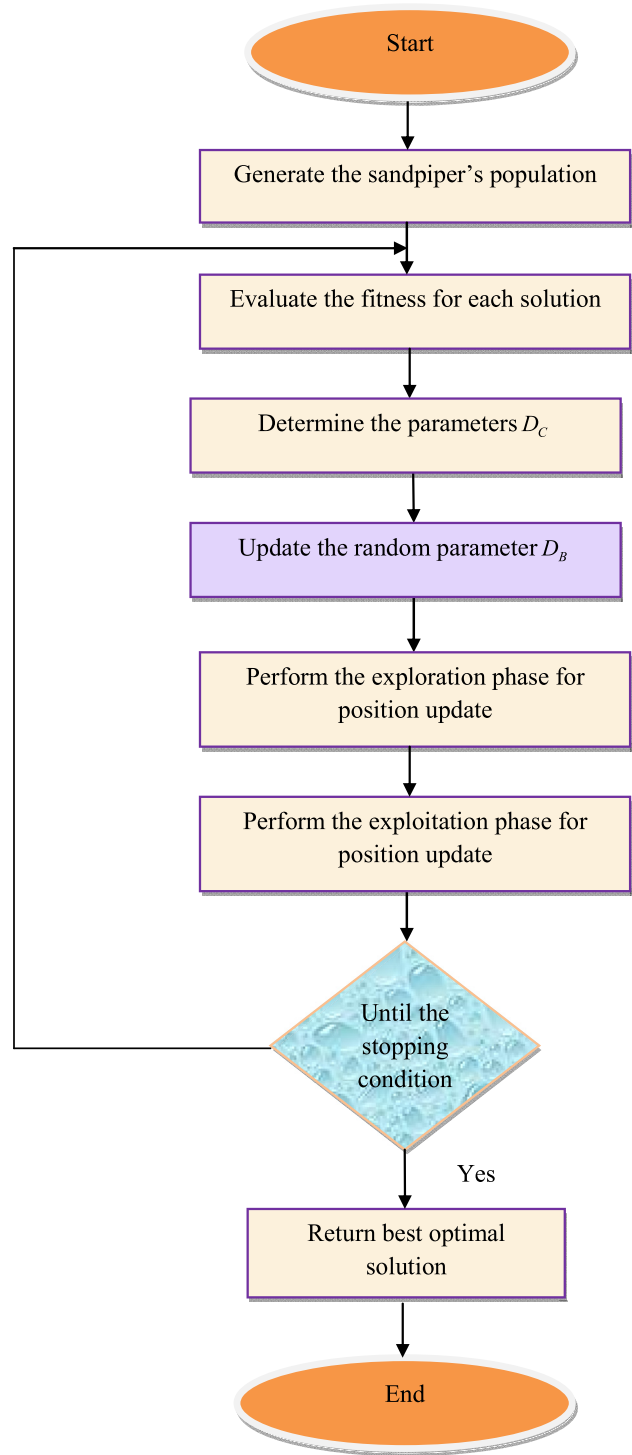 Start
Generate the sandpiper’s population
Evaluate the fitness for each solution
Determine the parameters D_C
Update the random parameter D_B
Perform the exploration phase for
position update
Perform the exploitation phase for
position update
Until the
stopping
condition
Yes
Return best optimal
solution
End